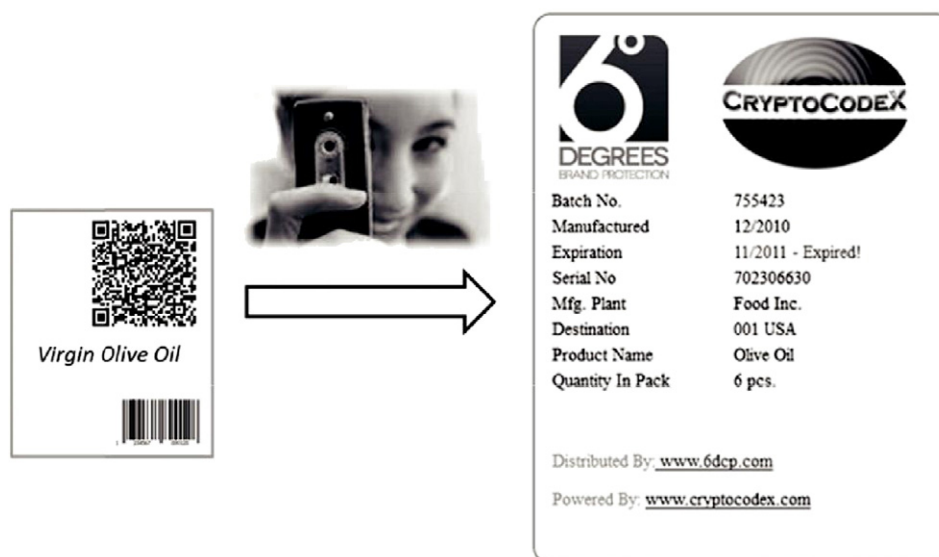 Virgin Olive Oil
6°
DEGREES
BRAND PROTECTION
CRYPTOCODEX
Batch No. 755423
Manufactured 12/2010
Expiration 11/2011 - Expired!
Serial No 702306630
Mfg. Plant Food Inc.
Destination 001 USA
Product Name Olive Oil
Quantity In Pack 6 pcs.
Distributed By: www.6dcp.com
Powered By: www.cryptocodex.com